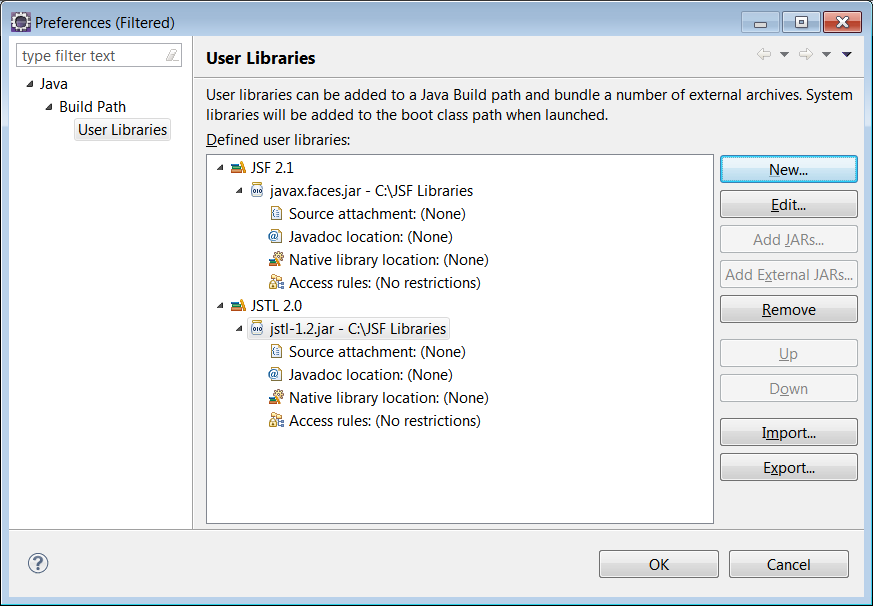 Preferences (Filtered)
type filter text
Java
Build Path
User Libraries
User Libraries
User libraries can be added to a Java Build path and bundle a number of external archives. System
libraries will be added to the boot class path when launched.
Defined user libraries:
JSF 2.1
javax.faces.jar - C:\JSF Libraries
Source attachment: (None)
Javadoc location: (None)
Native library location: (None)
Access rules: (No restrictions)
JSTL 2.0
jstl-1.2.jar - C:\JSF Libraries
Source attachment: (None)
Javadoc location: (None)
Native library location: (None)
Access rules: (No restrictions)
New...
Edit...
Add JARs...
Add External JARs...
Remove
Up
Down
Import...
Export...
?
OK
Cancel